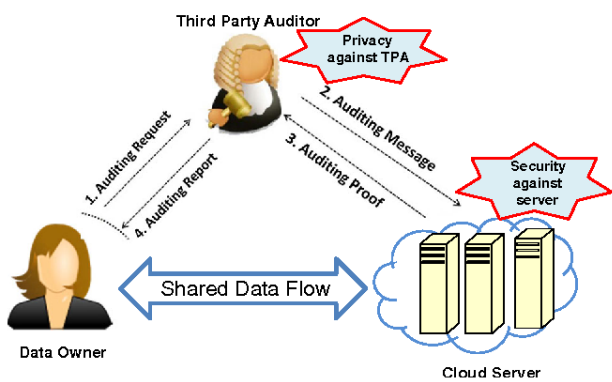 Third Party Auditor
Privacy
against TPA
1. Auditing Request
4. Auditing Report
2. Auditing Message
3. Auditing Proof
Security
against
server
Shared Data Flow
Data Owner
Cloud Server